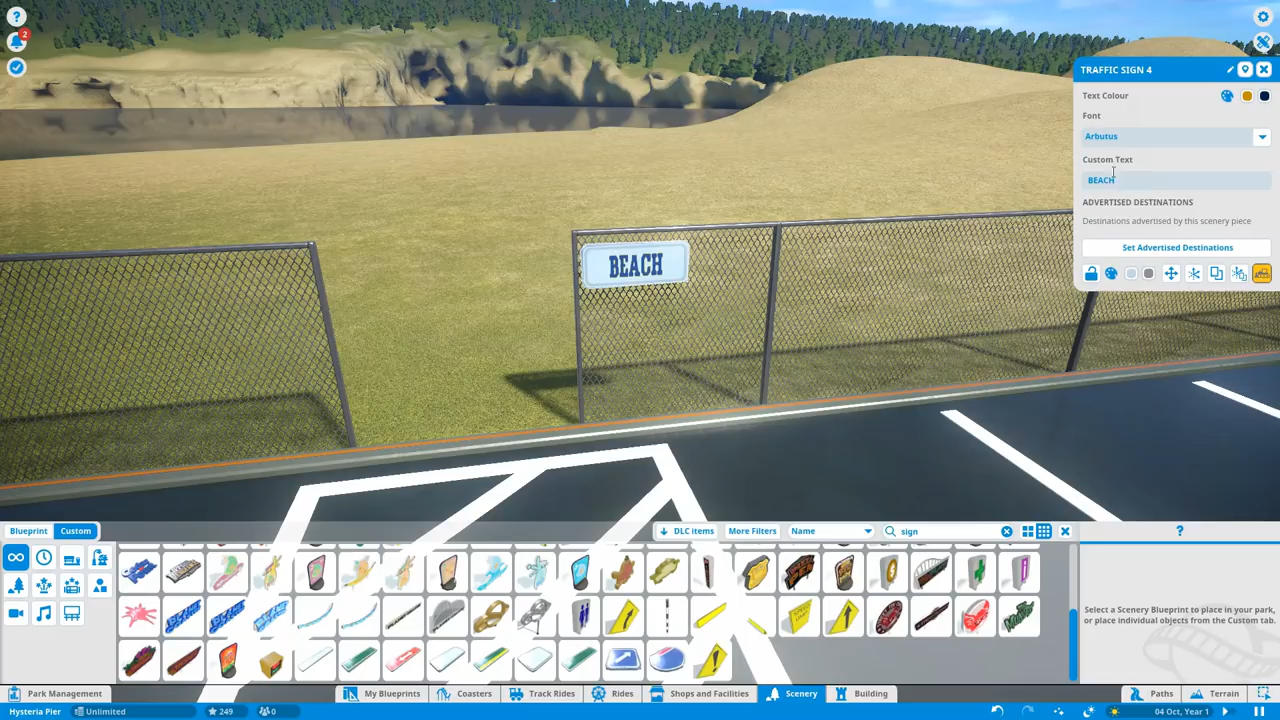 ?
2
TRAFFIC SIGN 4
Text Colour
Font
Arbutus
Custom Text
BEACH
ADVERTISED DESTINATIONS
Destinations advertised by this scenery piece
Set Advertised Destinations
BEACH
Blueprint
Custom
DLC items
More Filters
Name
sign
?
Select a Scenery Blueprint to place in your park,
or place individual objects from the Custom tab.
Park Management
My Blueprints
Coasters
Track Rides
Rides
Shops and Facilities
Scenery
Building
Paths
Terrain
Hysteria Pier
Unlimited
249
0
04 Oct, Year 1